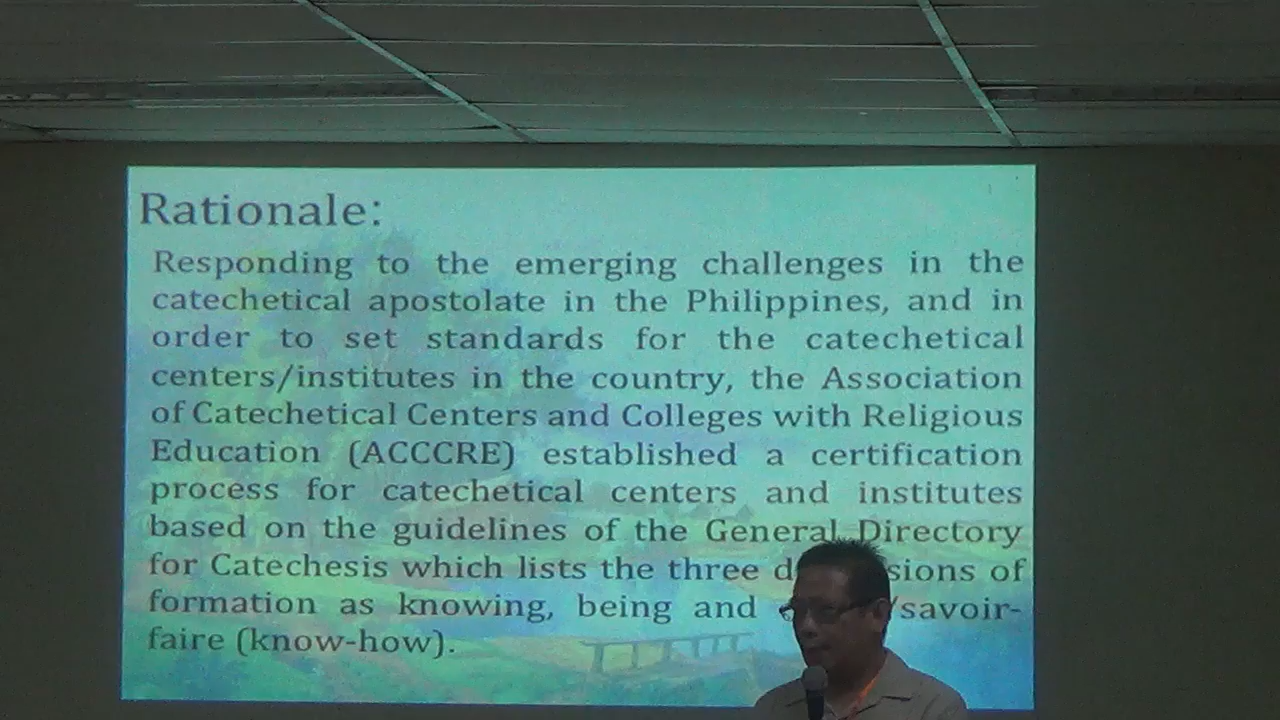 Rationale:
Responding to the emerging challenges in the
catechetical apostolate in the Philippines, and in
order to set standards for the catechetical
centers/institutes in the country, the Association
of Catechetical Centers and Colleges with Religious
Education (ACCCRE) established a certification
process for catechetical centers and institutes
based on the guidelines of the General Directory
for Catechesis which lists the three of
formation as knowing, being and /savoir-
faire (know-how).